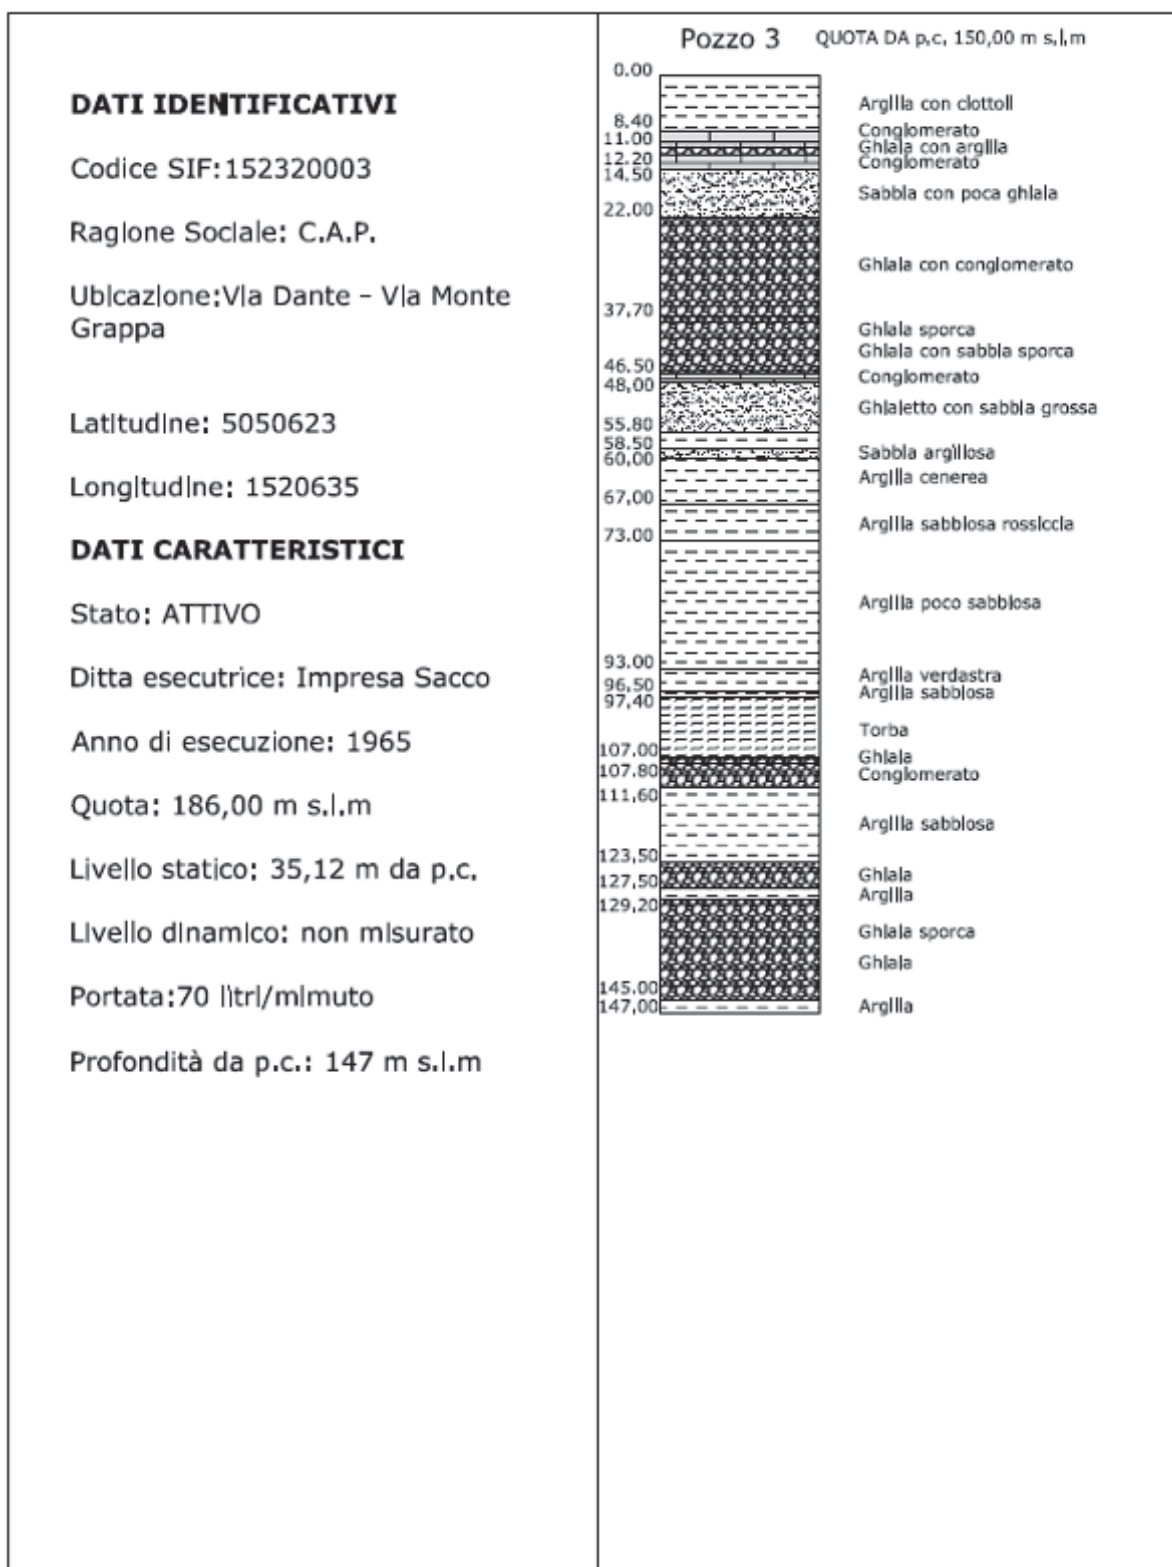 DATI IDENTIFICATIVI
Codice SIF:152320003
Ragione Sociale: C.A.P.
Ubicazione:Via Dante - Via Monte
Grappa
Latitudine: 5050623
Longitudine: 1520635
DATI CARATTERISTICI
Stato: ATTIVO
Ditta esecutrice: Impresa Sacco
Anno di esecuzione: 1965
Quota: 186,00 m s.l.m
Livello statico: 35,12 m da p.c.
Livello dinamico: non misurato
Portata:70 litri/mimuto
Profondità da p.c.: 147 m s.l.m
Pozzo 3 QUOTA DA p.c. 150,00 m s.l.m
0.00
Argilla con ciottoli
8.40
Conglomerato
11.00
Ghiaia con argilla
12.20
Conglomerato
14.50
Sabbia con poca ghiaia
22.00
Ghiaia con conglomerato
37,70
Ghiaia sporca
Ghiaia con sabbia sporca
46.50
Conglomerato
48,00
Ghiaietto con sabbia grossa
55.80
58.50
Sabbia argillosa
60,00
Argilla cenerea
67,00
Argilla sabbiosa rossiccia
73.00
Argilla poco sabbiosa
93.00
Argilla verdastra
96,50
Argilla sabbiosa
97,40
Torba
107.00
Ghiaia
107.80
Conglomerato
111,60
Argilla sabbiosa
123,50
Ghiaia
127,50
Argilla
129,20
Ghiaia sporca
Ghiaia
145.00
147,00
Argilla